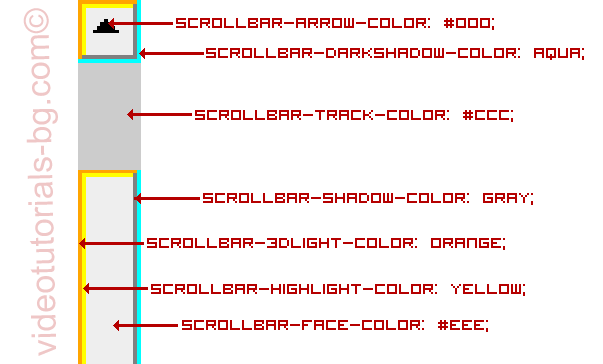 SCROLLBAR-ARROW-COLOR: #000;
SCROLLBAR-DARKSHADOW-COLOR: AQUA;
SCROLLBAR-TRACK-COLOR: #CCC;
SCROLLBAR-SHADOW-COLOR: GRAY;
SCROLLBAR-3DLIGHT-COLOR: ORANGE;
SCROLLBAR-HIGHLIGHT-COLOR: YELLOW;
SCROLLBAR-FACE-COLOR: #EEE;
videotutorials-bg.com©